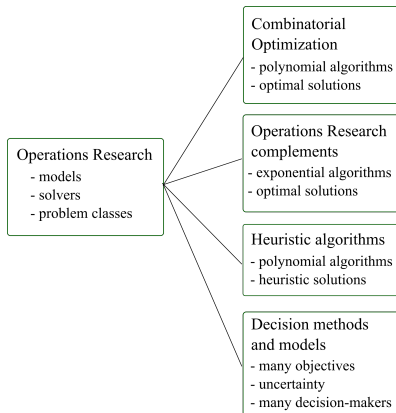 Operations Research
- models
- solvers
- problem classes
Combinatorial
Optimization
- polynomial algorithms
- optimal solutions
Operations Research
complements
- exponential algorithms
- optimal solutions
Heuristic algorithms
- polynomial algorithms
- heuristic solutions
Decision methods
and models
- many objectives
- uncertainty
- many decision-makers